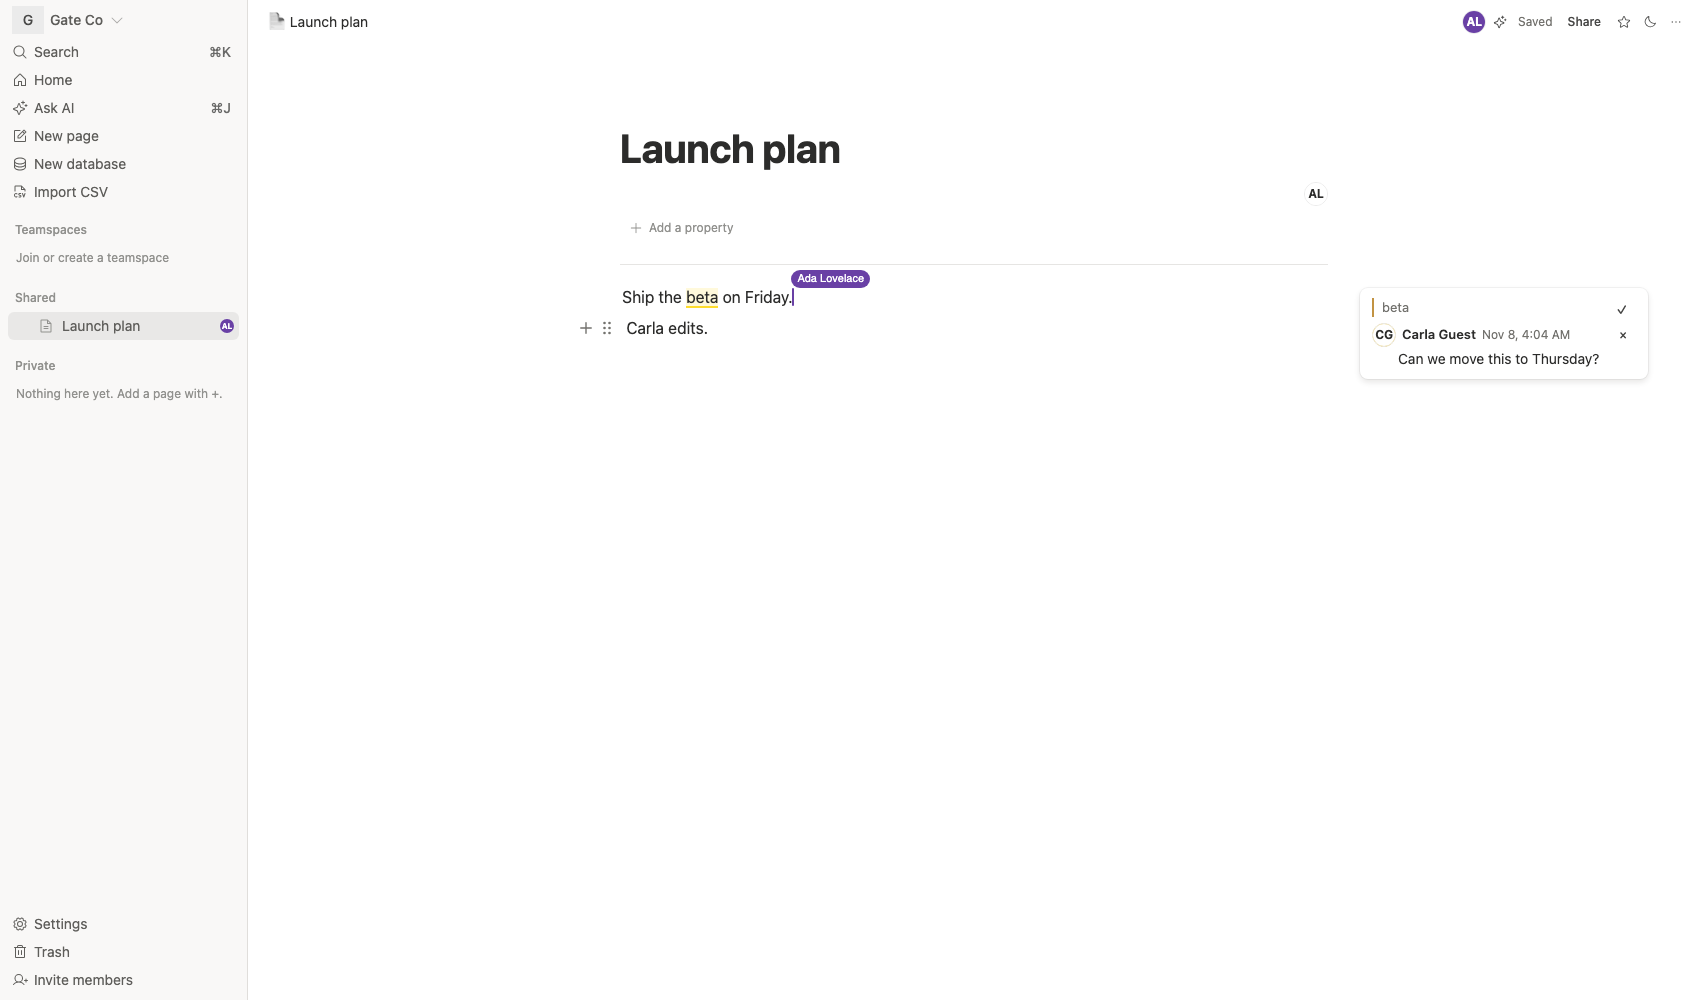 G Gate Co
Search ⌘K
Home
Ask AI ⌘J
New page
New database
Import CSV
Teamspaces
Join or create a teamspace
Shared
Launch plan AL
Private
Nothing here yet. Add a page with +.
Settings
Trash
Invite members
Launch plan
AL Saved Share
Launch plan
AL
Add a property
Ada Lovelace
Ship the beta on Friday.
Carla edits.
beta
CG Carla Guest Nov 8, 4:04 AM
Can we move this to Thursday?